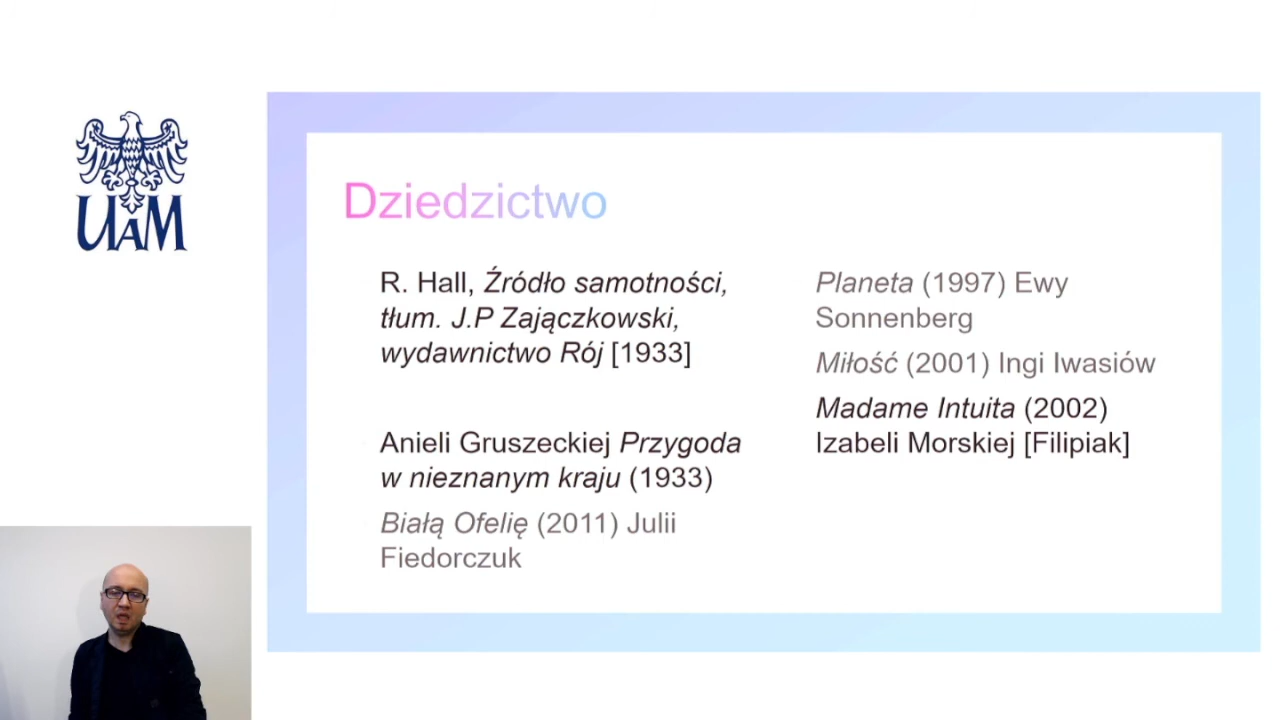 UAM
Dziedzictwo
R. Hall, Źródło samotności,
tłum. J.P Zajączkowski,
wydawnictwo Rój [1933]
Anieli Gruszeckiej Przygoda
w nieznanym kraju (1933)
Białą Ofelię (2011) Julii
Fiedorczuk
Planeta (1997) Ewy
Sonnenberg
Miłość (2001) Ingi Iwasiów
Madame Intuita (2002)
Izabeli Morskiej [Filipiak]